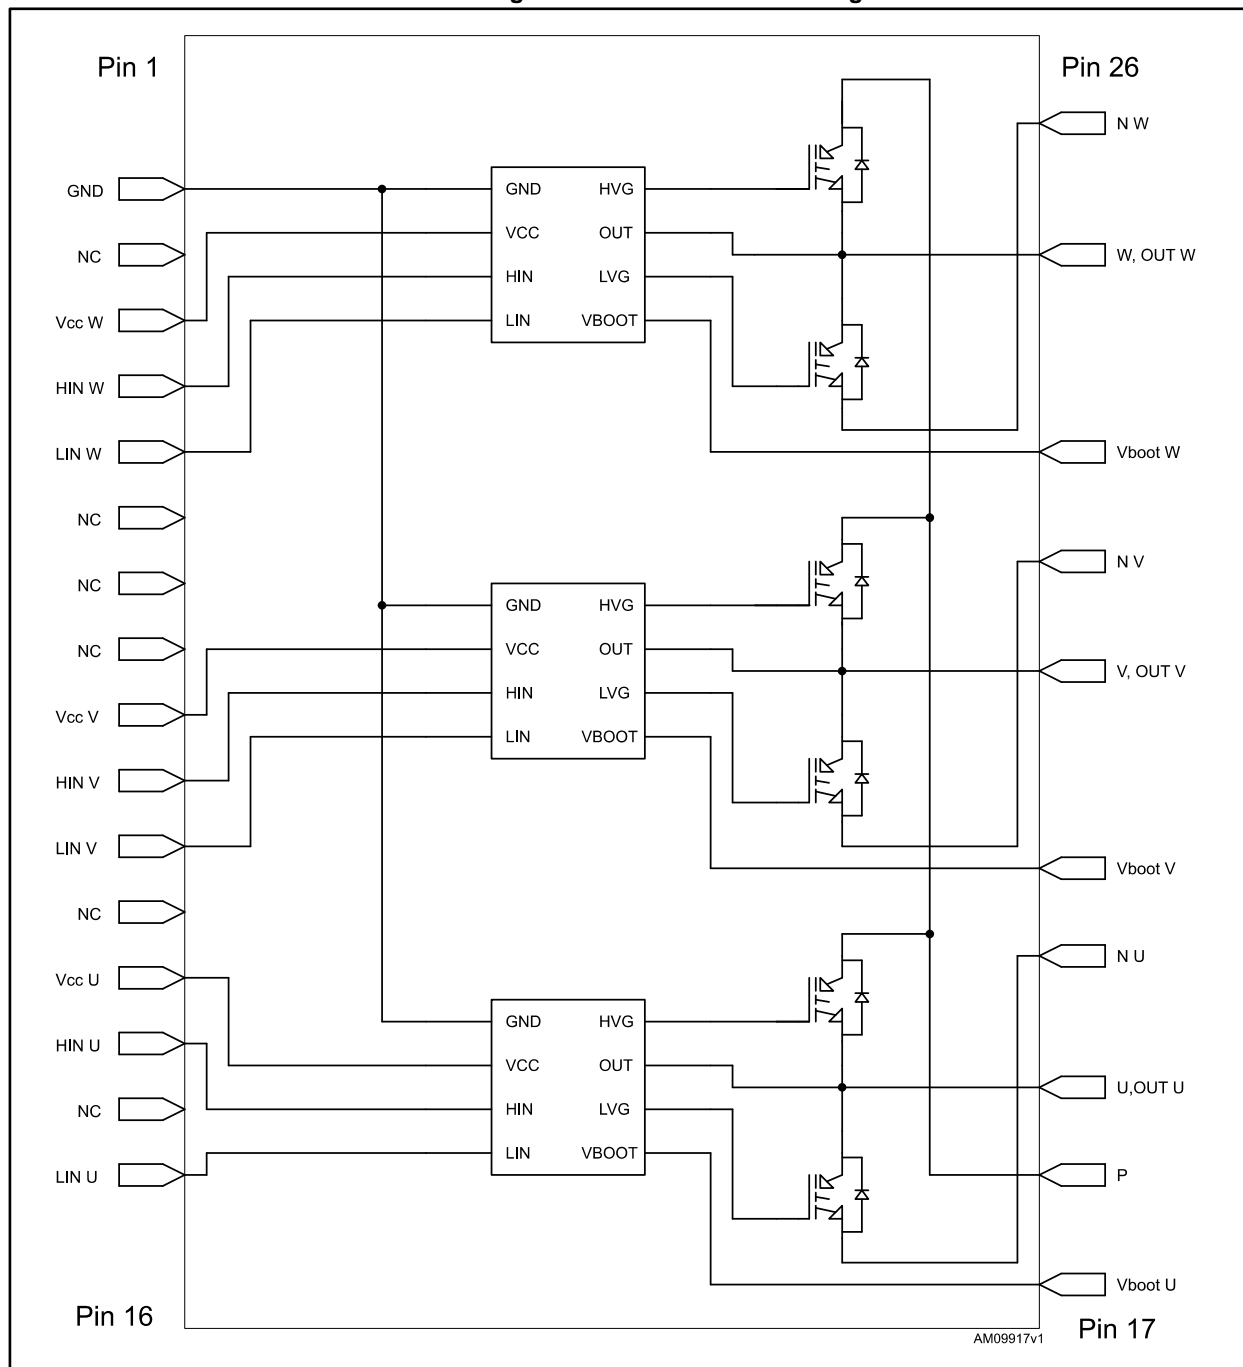 Pin 1
Pin 26
N W
GND
GND HVG
NC
VCC OUT
W, OUT W
HIN LVG
Vcc W
LIN VBOOT
HIN W
LIN W
Vboot W
NC
NC
N V
GND HVG
NC
VCC OUT
V, OUT V
HIN LVG
Vcc V
LIN VBOOT
HIN V
LIN V
Vboot V
NC
N U
Vcc U
GND HVG
HIN U
VCC OUT
U,OUT U
NC
HIN LVG
LIN VBOOT
LIN U
P
Vboot U
Pin 16
Pin 17
AM09917v1